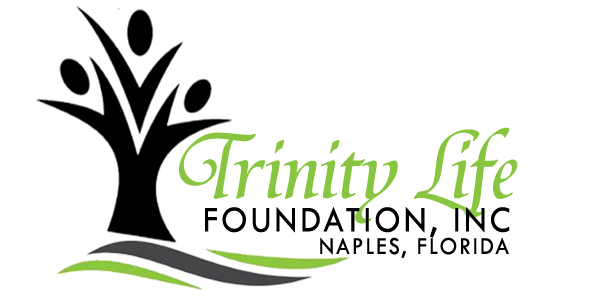 Trinity Life
FOUNDATION, INC
NAPLES, FLORIDA